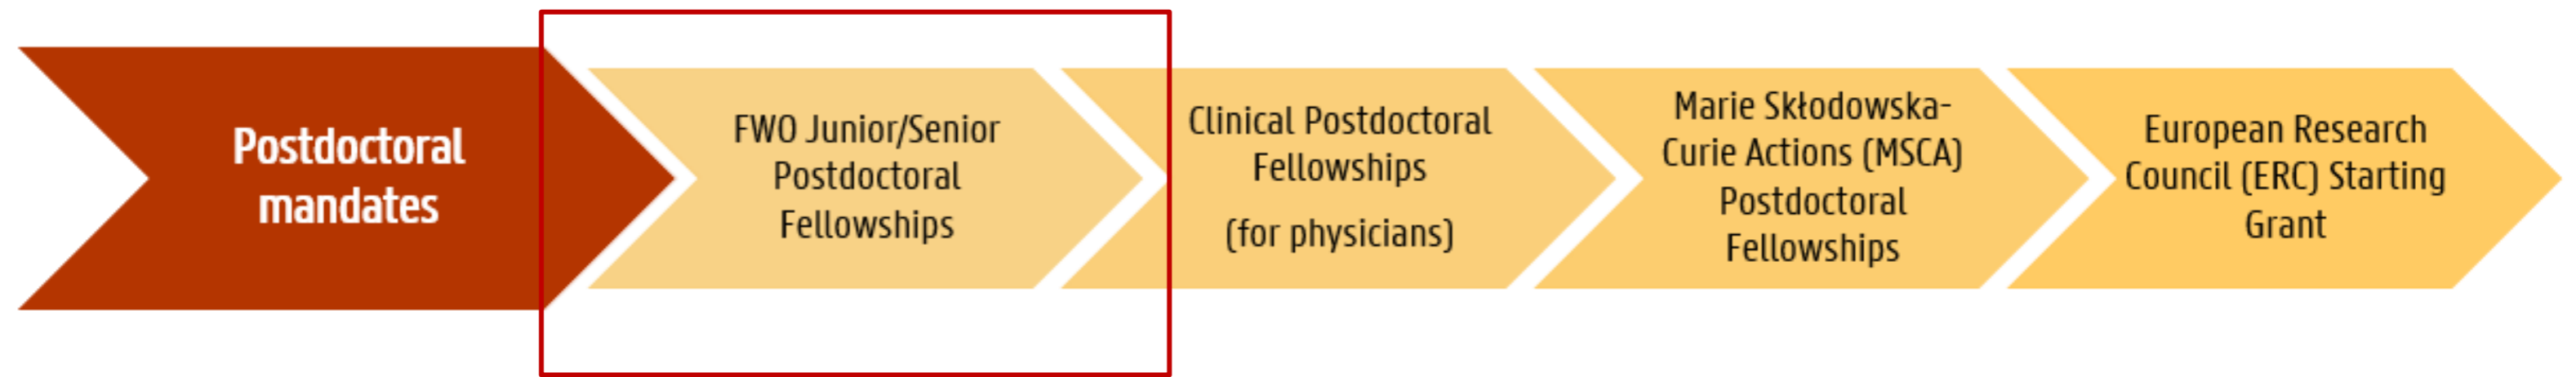 Postdoctoral
mandates
FWO Junior/Senior
Postdoctoral
Fellowships
Clinical Postdoctoral
Fellowships
(for physicians)
Marie Skłodowska-
Curie Actions (MSCA)
Postdoctoral
Fellowships
European Research
Council (ERC) Starting
Grant